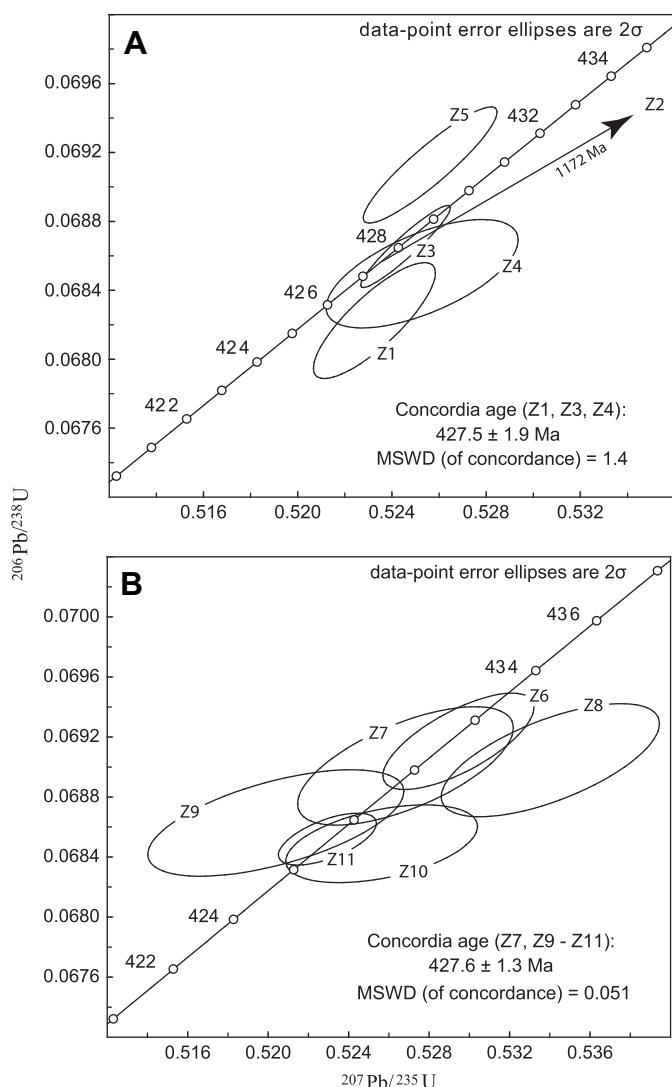 A
data-point error ellipses are 2σ
434
0.0696
Z2
Z5
432
0.0692
1172 Ma
0.0688
428
Z3
Z4
426
0.0684
424
0.0680
Z1
Concordia age (Z1, Z3, Z4):
422
0.0676
427.5 ± 1.9 Ma
MSWD (of concordance) = 1.4
0.516 0.520 0.524 0.528 0.532
206Pb/238U
B
data-point error ellipses are 2σ
0.0700
436
434
Z6
Z8
0.0692
Z7
0.0696
0.0688
Z9
0.0684
Z11
Z10
0.0680
424
Concordia age (Z7, Z9 - Z11):
422
427.6 ± 1.3 Ma
0.0676
MSWD (of concordance) = 0.051
0.516 0.520 0.524 0.528 0.532 0.536
207Pb/235U